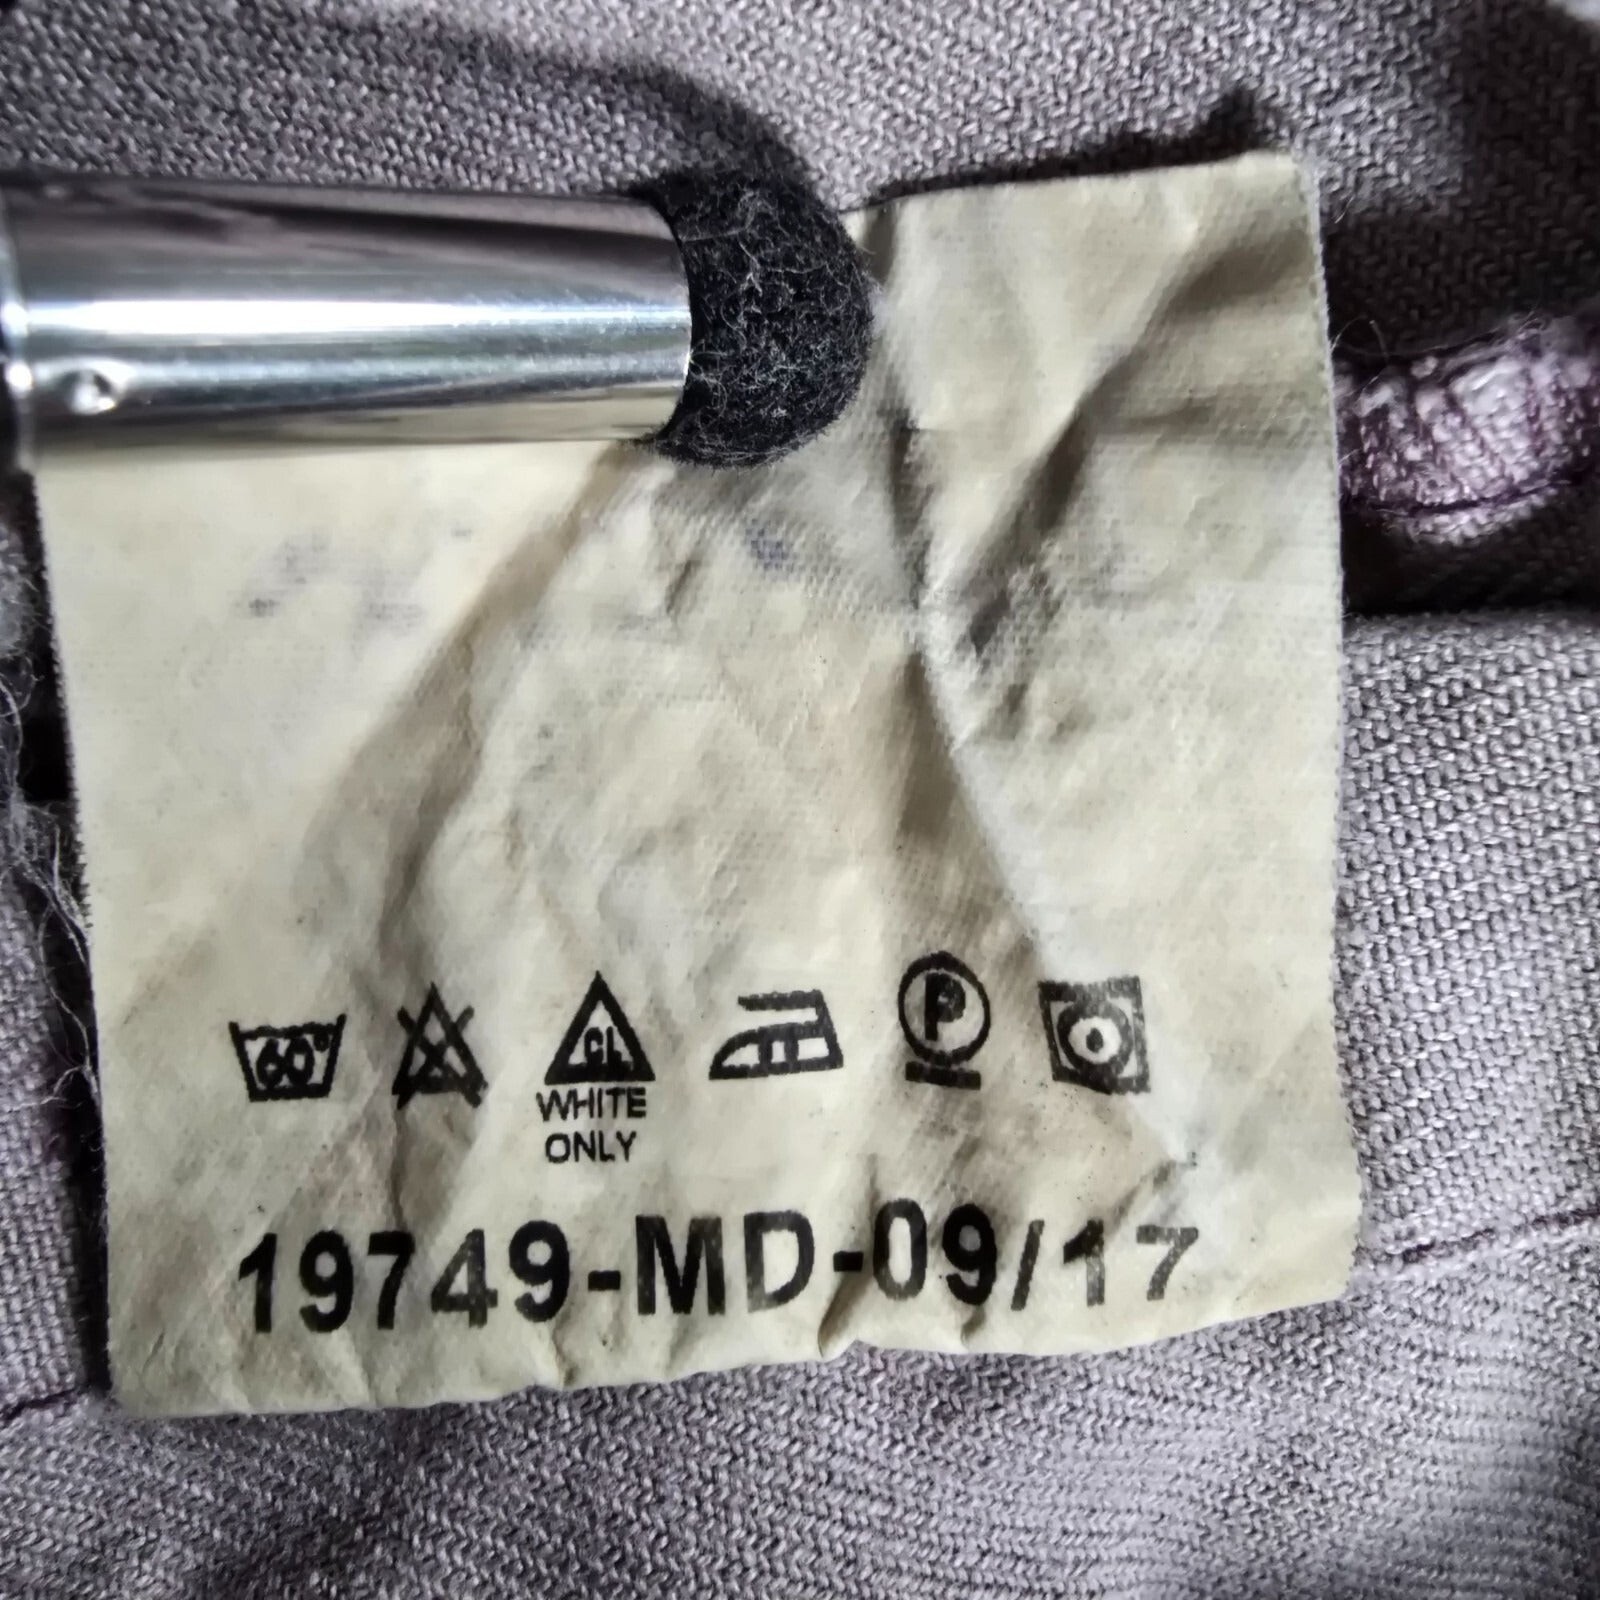 60° CL P
WHITE
ONLY
19749-MD-09/17